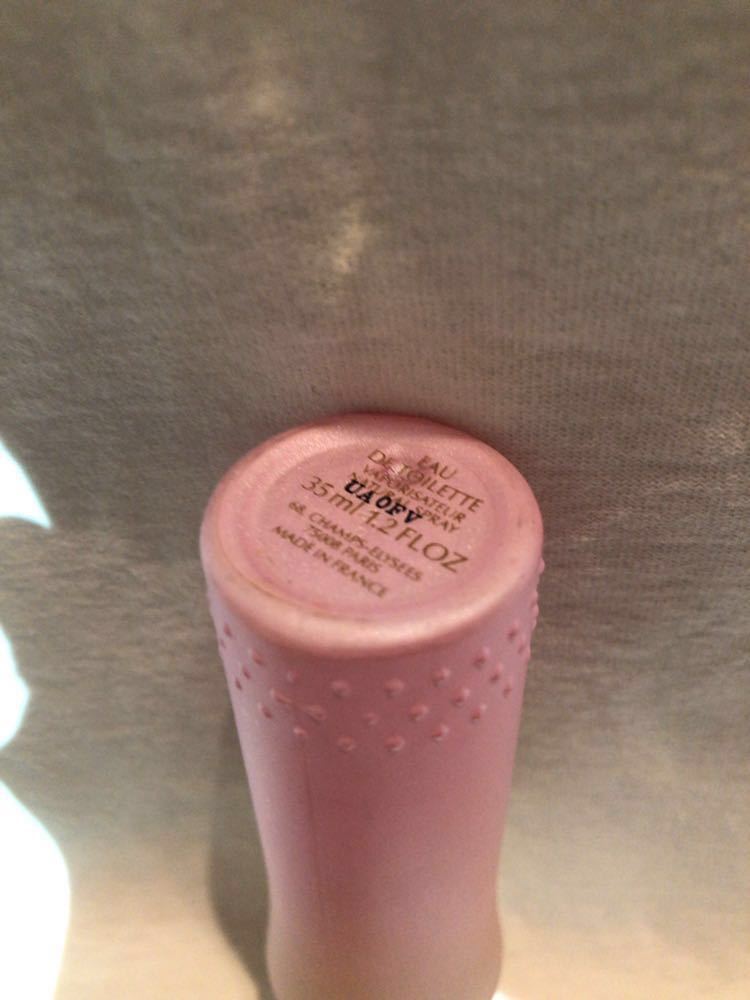 EAU
DE TOILETTE
VAPORISATEUR
NATURAL SPRAY
UA0FV
35 ml 1.2 FL OZ
68, CHAMPS-ELYSEES
75008 PARIS
MADE IN FRANCE